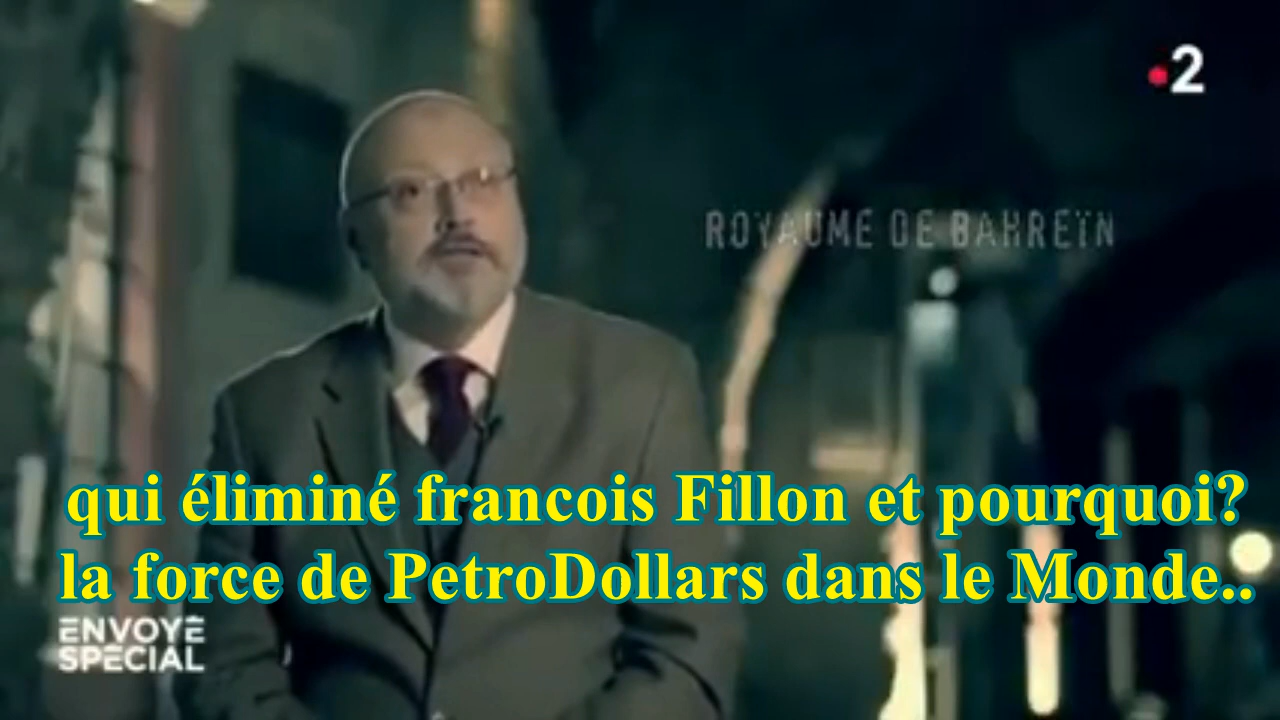 2
ROYAUME DE BAHREÏN
qui éliminé francois Fillon et pourquoi?
la force de PetroDollars dans le Monde..
ENVOYÉ
SPÉCIAL